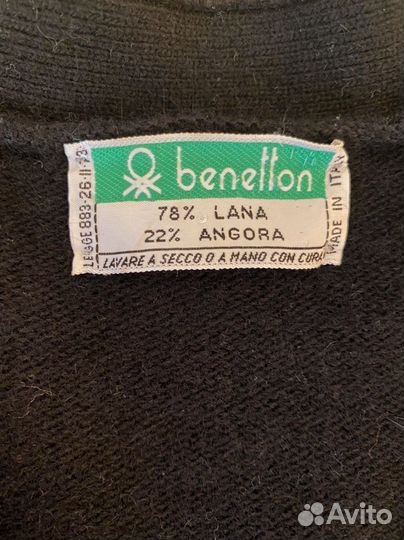 benetton
78% LANA
22% ANGORA
LAVARE A SECCO O A MANO CON CURA
LEGGE 883-26-11-73
MADE IN ITALY
Avito